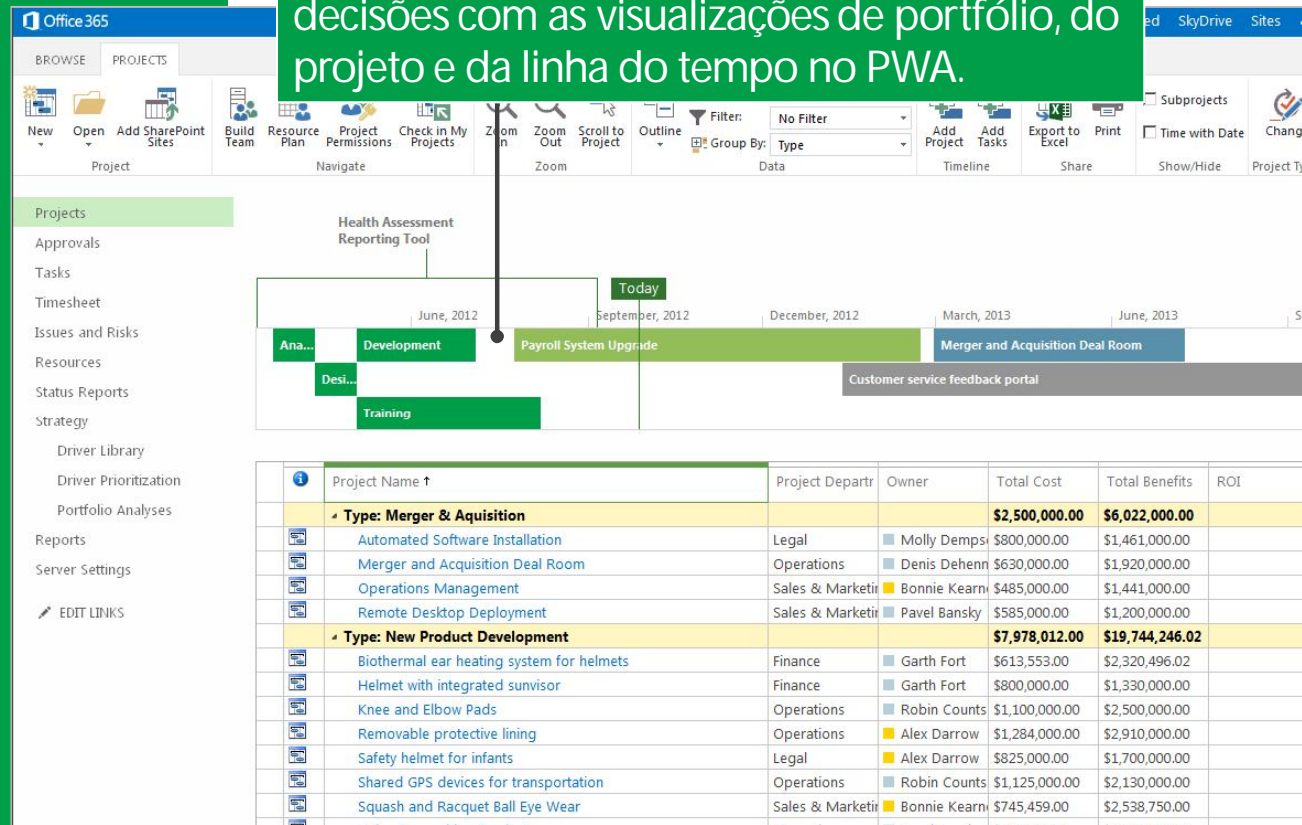 decisões com as visualizações de portfólio, do
projeto e da linha do tempo no PWA.
Office 365
SkyDrive Sites
BROWSE PROJECTS
New Open Add SharePoint Sites
Project
Build Team Resource Plan Project Permissions Check in My Projects
Navigate
Zoom Out Scroll to Project
Zoom
Outline
Filter: No Filter
Group By: Type
Data
Add Project Add Tasks
Timeline
Export to Excel Print
Share
Subprojects
Time with Date
Show/Hide
Projects
Approvals
Tasks
Timesheet
Issues and Risks
Resources
Status Reports
Strategy
Driver Library
Driver Prioritization
Portfolio Analyses
Reports
Server Settings
EDIT LINKS
Health Assessment
Reporting Tool
Today
June, 2012 September, 2012 December, 2012 March, 2013 June, 2013
Ana... Development Payroll System Upgrade Merger and Acquisition Deal Room
Desi... Customer service feedback portal
Training
Project Name Project Departr Owner Total Cost Total Benefits ROI
Type: Merger & Aquisition $2,500,000.00 $6,022,000.00
Automated Software Installation Legal Molly Demps $800,000.00 $1,461,000.00
Merger and Acquisition Deal Room Operations Denis Dehenn $630,000.00 $1,920,000.00
Operations Management Sales & Marketin Bonnie Kearn $485,000.00 $1,441,000.00
Remote Desktop Deployment Sales & Marketin Pavel Bansky $585,000.00 $1,200,000.00
Type: New Product Development $7,978,012.00 $19,744,246.02
Biothermal ear heating system for helmets Finance Garth Fort $613,553.00 $2,320,496.02
Helmet with integrated sunvisor Finance Garth Fort $800,000.00 $1,330,000.00
Knee and Elbow Pads Operations Robin Counts $1,100,000.00 $2,500,000.00
Removable protective lining Operations Alex Darrow $1,284,000.00 $2,910,000.00
Safety helmet for infants Legal Alex Darrow $825,000.00 $1,700,000.00
Shared GPS devices for transportation Operations Robin Counts $1,125,000.00 $2,130,000.00
Squash and Racquet Ball Eye Wear Sales & Marketin Bonnie Kearn $745,459.00 $2,538,750.00